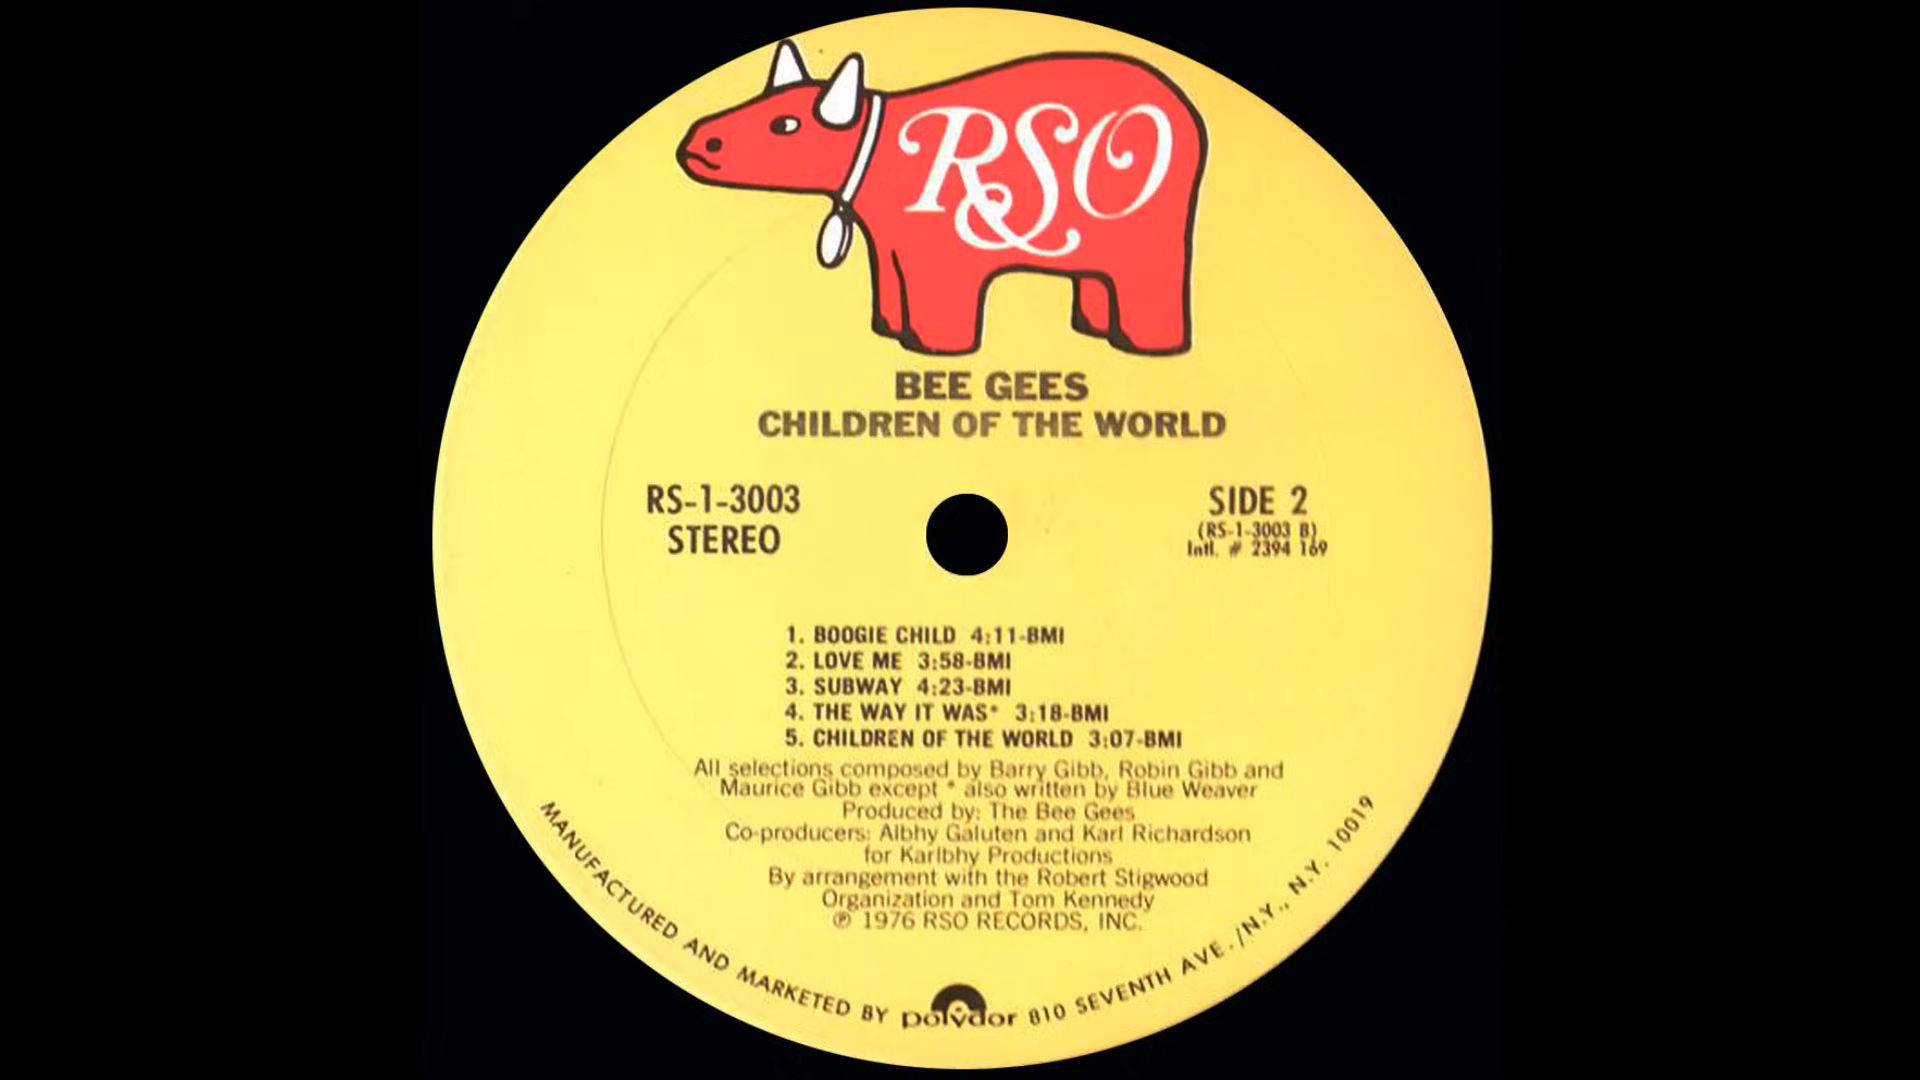 RSO
BEE GEES
CHILDREN OF THE WORLD
RS-1-3003
STEREO
SIDE 2
(RS-1-3003 B)
Intl. # 2394 169
1. BOOGIE CHILD 4:11-BMI
2. LOVE ME 3:58-BMI
3. SUBWAY 4:23-BMI
4. THE WAY IT WAS* 3:18-BMI
5. CHILDREN OF THE WORLD 3:07-BMI
All selections composed by Barry Gibb, Robin Gibb and
Maurice Gibb except * also written by Blue Weaver
Produced by: The Bee Gees
Co-producers: Albhy Galuten and Karl Richardson
for Karlbhy Productions
By arrangement with the Robert Stigwood
Organization and Tom Kennedy
℗ 1976 RSO RECORDS, INC.
MANUFACTURED AND MARKETED BY polydor 810 SEVENTH AVE./N.Y., N.Y. 10019